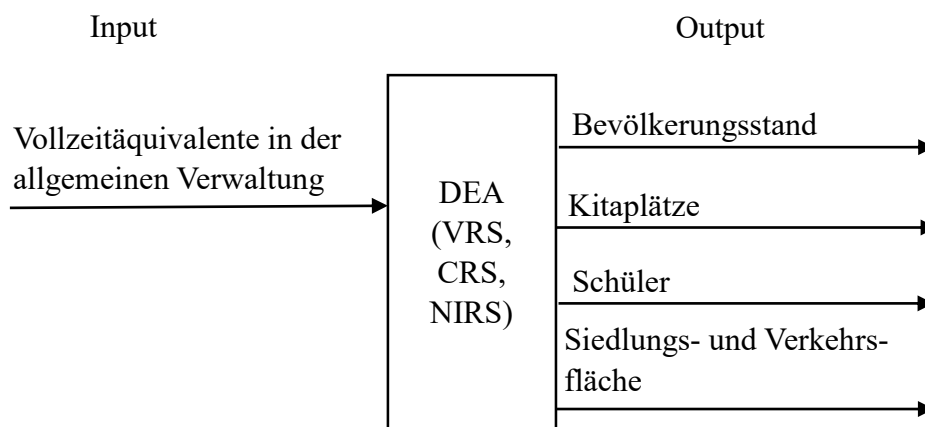 Input
Output
Vollzeitäquivalente in der
allgemeinen Verwaltung
DEA
(VRS,
CRS,
NIRS)
Bevölkerungsstand
Kitaplätze
Schüler
Siedlungs- und Verkehrs-
fläche